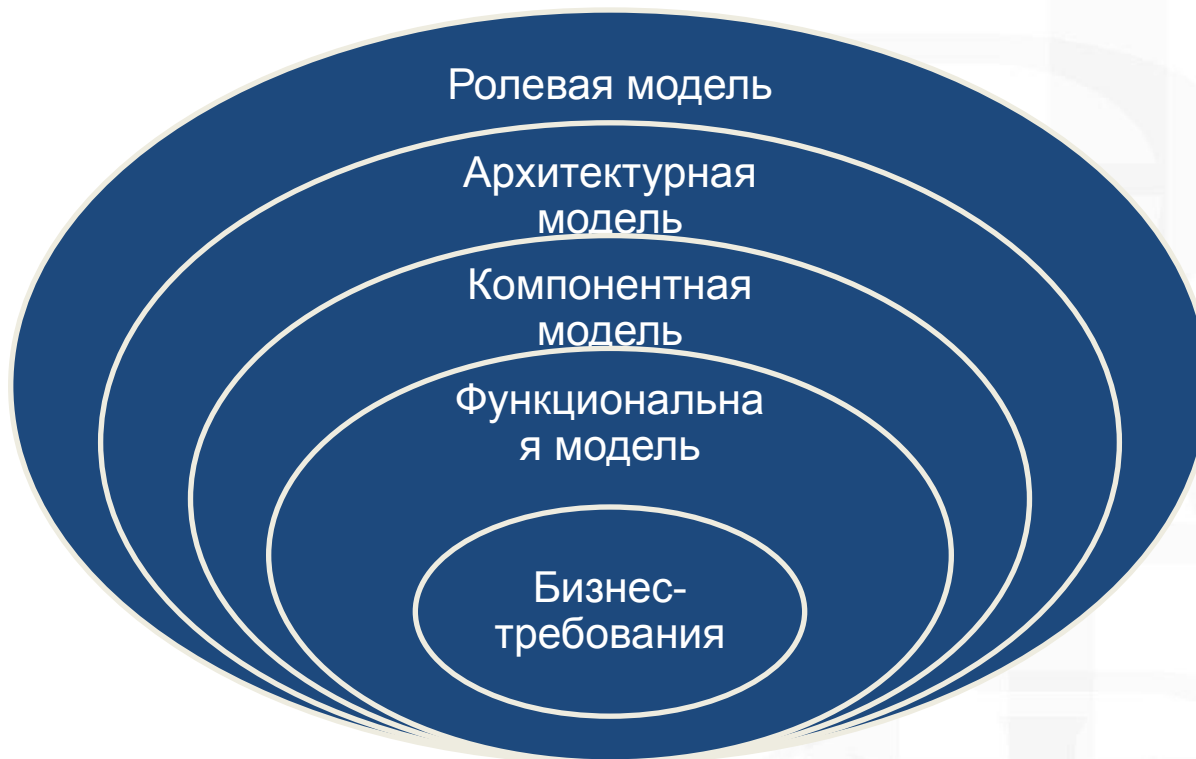 Ролевая модель
Архитектурная
модель
Компонентная
модель
Функциональна
я модель
Бизнес-
требования